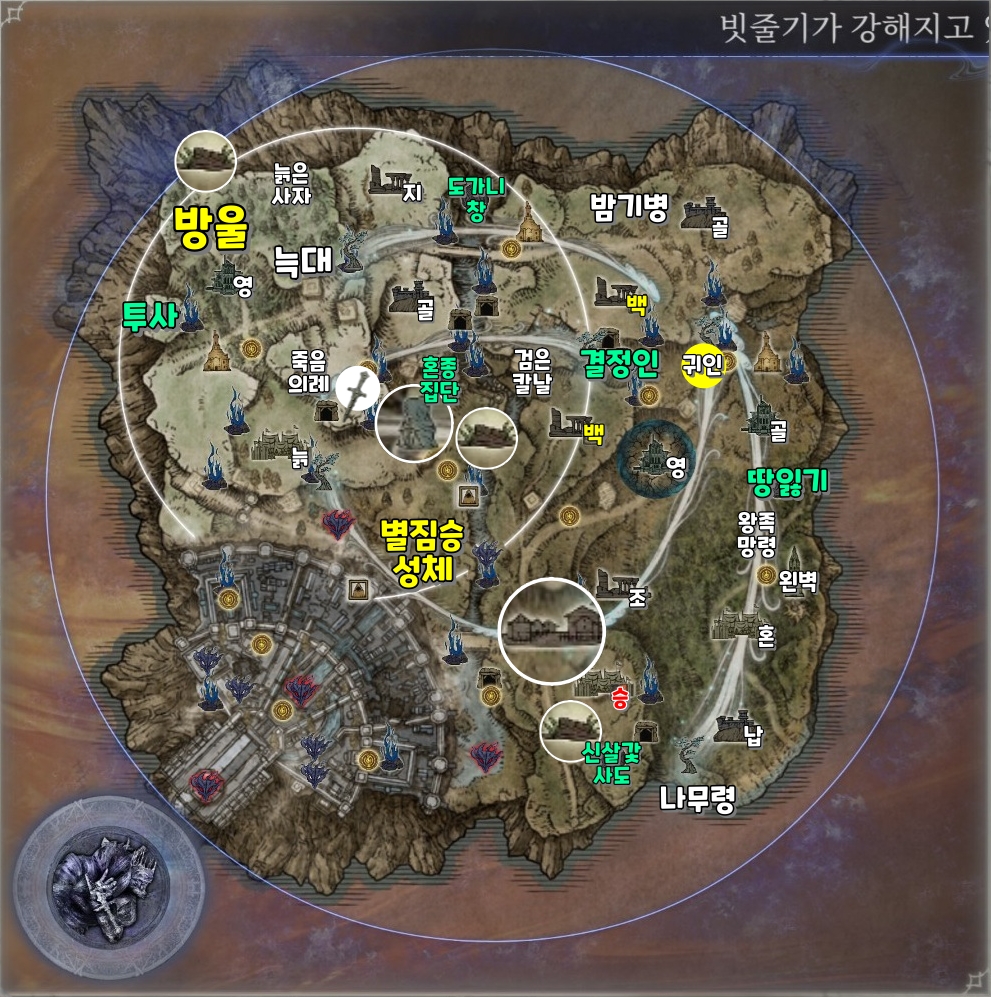 빗줄기가 강해지고
늙은
사자
지
도가니
창
밤기병
골
방울
늑대
영
골
백
투사
죽음
의례
혼종
집단
검은
칼날
결정인
귀인
늙
백
영
골
땅잃기
별짐승
성체
왕족
망령
왼벽
조
혼
승
납
신살갗
사도
나무령